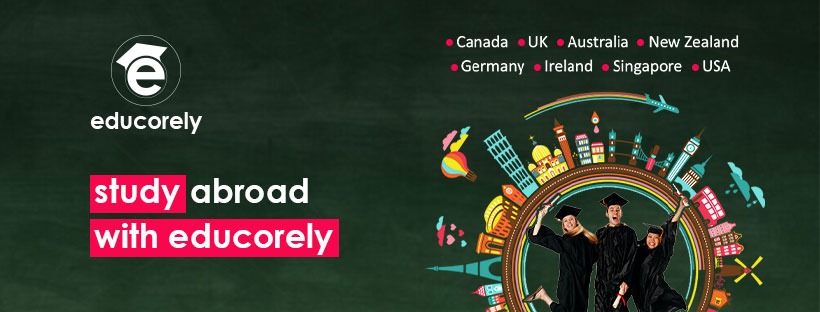 e
educorely
study abroad
with educorely
• Canada • UK • Australia • New Zealand
• Germany • Ireland • Singapore • USA